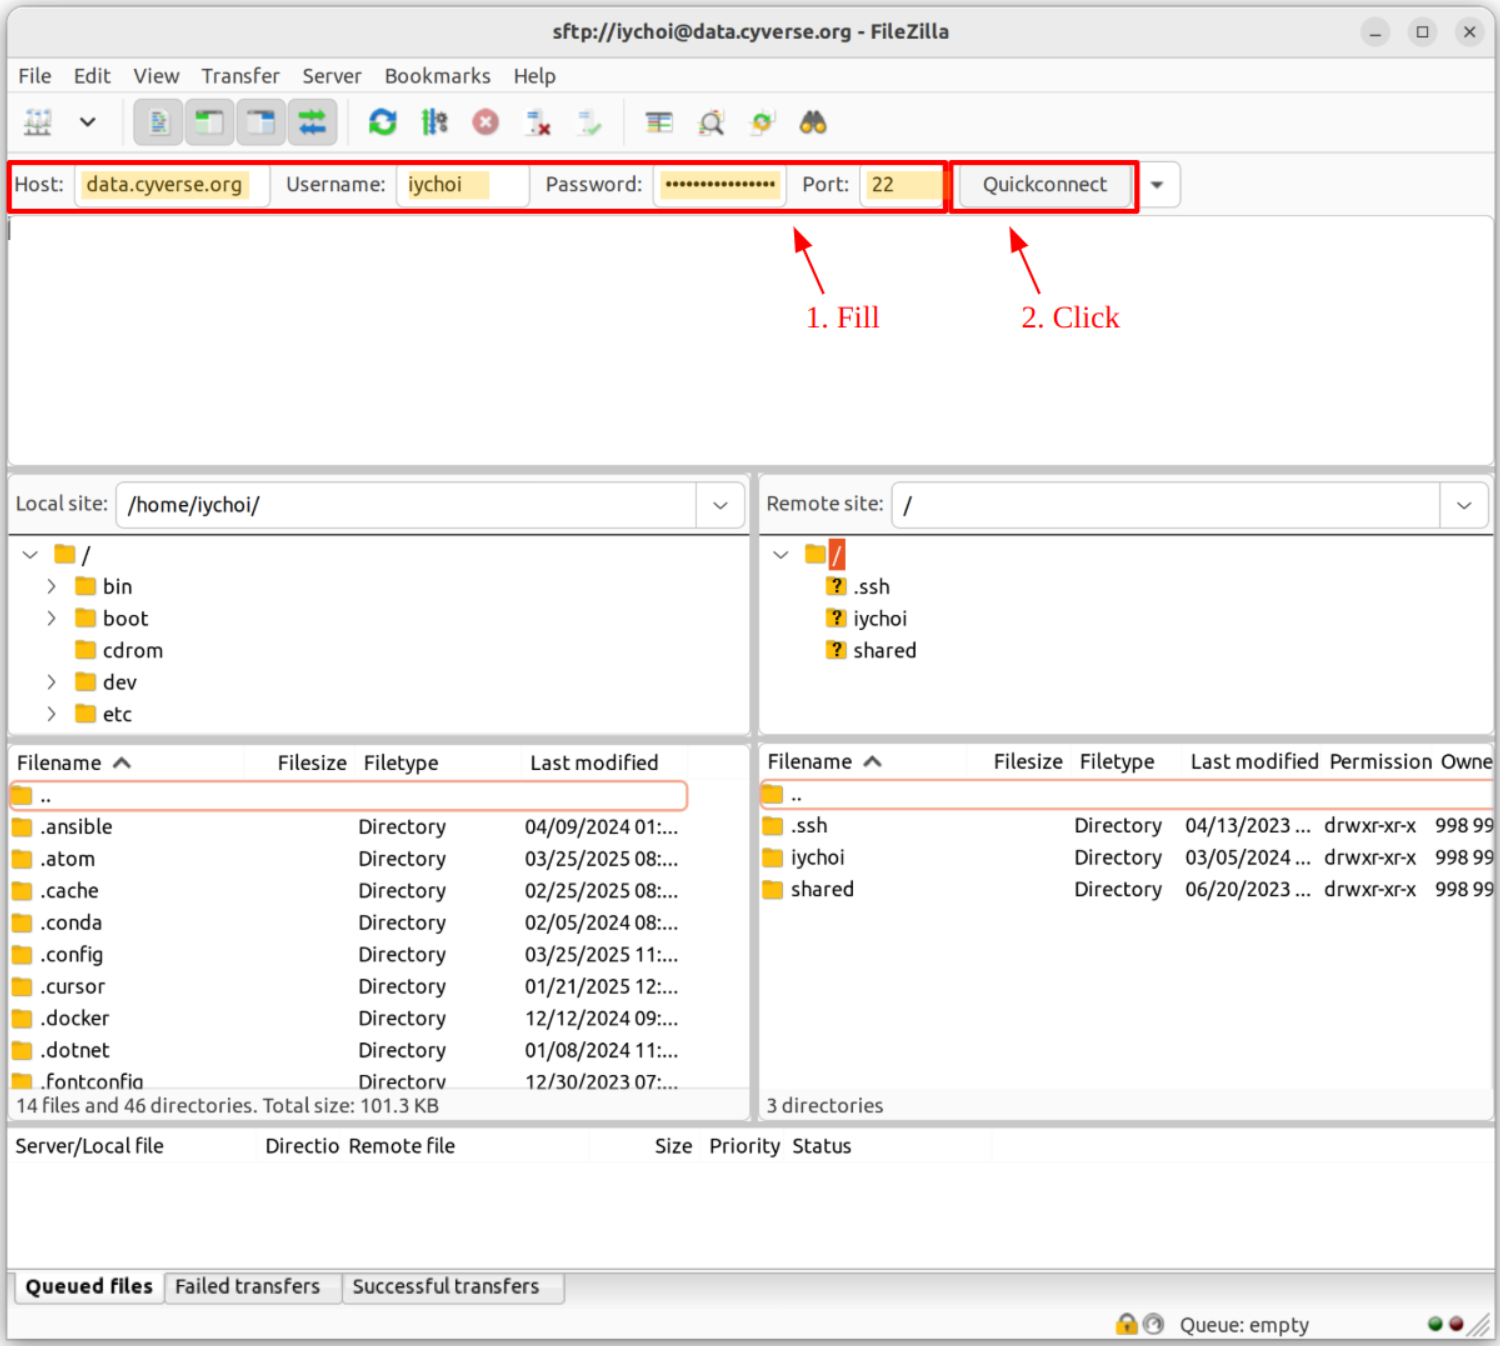 sftp://iychoi@data.cyverse.org - FileZilla
File Edit View Transfer Server Bookmarks Help
Host: data.cyverse.org Username: iychoi Password: •••••••••••••••• Port: 22 Quickconnect
1. Fill 2. Click
Local site: /home/iychoi/
/
bin
boot
cdrom
dev
etc
Remote site: /
/
.ssh
iychoi
shared
Filename Filesize Filetype Last modified
..
.ansible Directory 04/09/2024 01:...
.atom Directory 03/25/2025 08:...
.cache Directory 02/25/2025 08:...
.conda Directory 02/05/2024 08:...
.config Directory 03/25/2025 11:...
.cursor Directory 01/21/2025 12:...
.docker Directory 12/12/2024 09:...
.dotnet Directory 01/08/2024 11:...
.fontconfig Directory 12/30/2023 07:...
14 files and 46 directories. Total size: 101.3 KB
Filename Filesize Filetype Last modified Permission Owne
..
.ssh Directory 04/13/2023 ... drwxr-xr-x 998 99
iychoi Directory 03/05/2024 ... drwxr-xr-x 998 99
shared Directory 06/20/2023 ... drwxr-xr-x 998 99
3 directories
Server/Local file Directio Remote file Size Priority Status
Queued files Failed transfers Successful transfers
Queue: empty